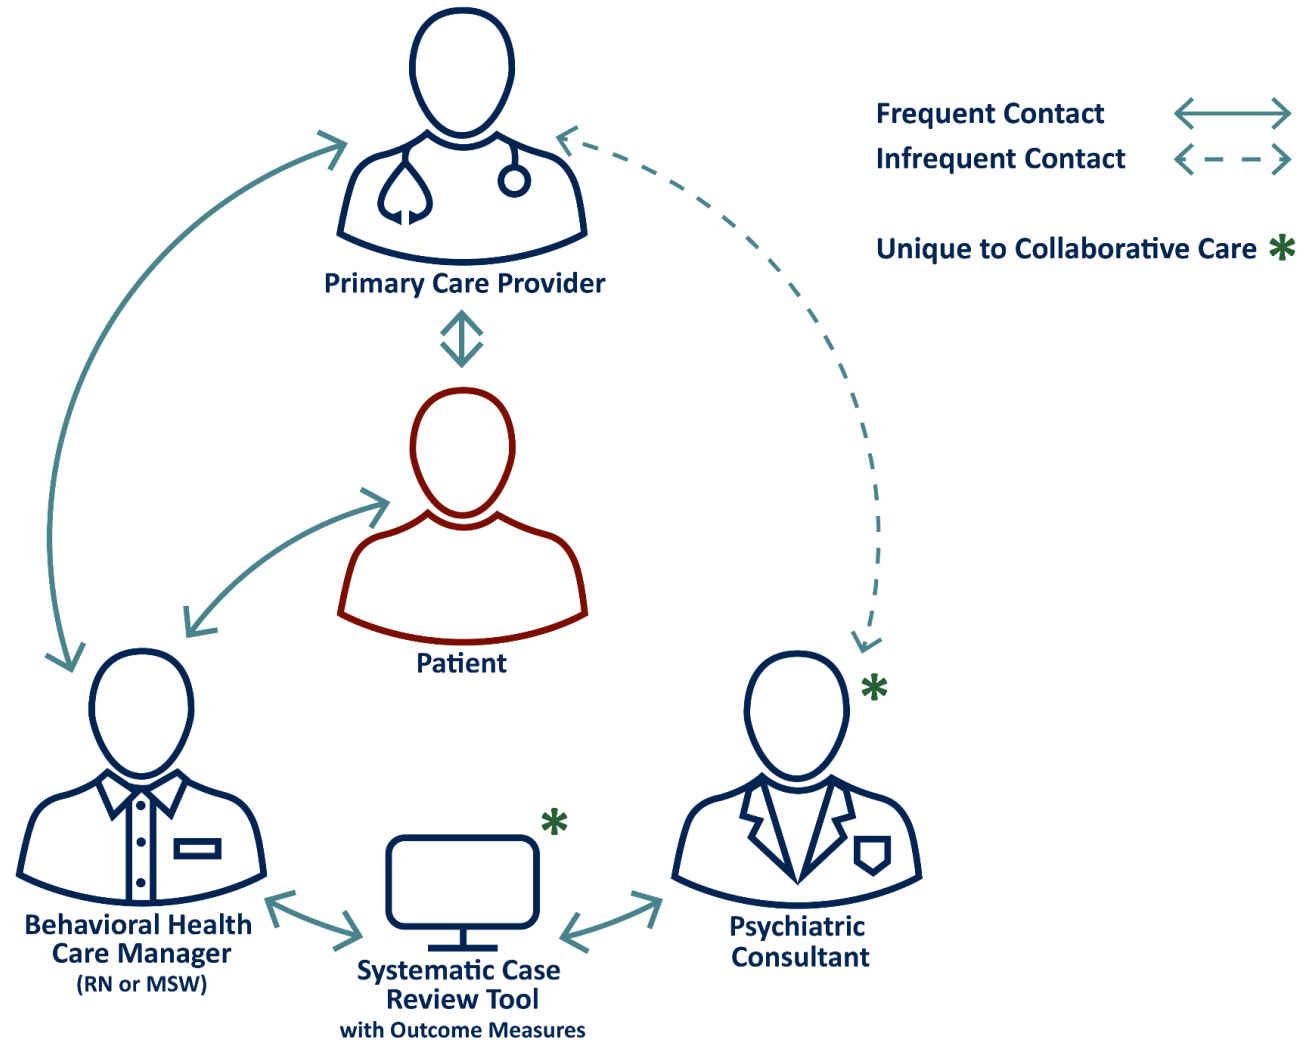 Frequent Contact
Infrequent Contact
Unique to Collaborative Care *
Primary Care Provider
Patient
*
*
Behavioral Health
Care Manager
(RN or MSW)
Systematic Case
Review Tool
with Outcome Measures
Psychiatric
Consultant